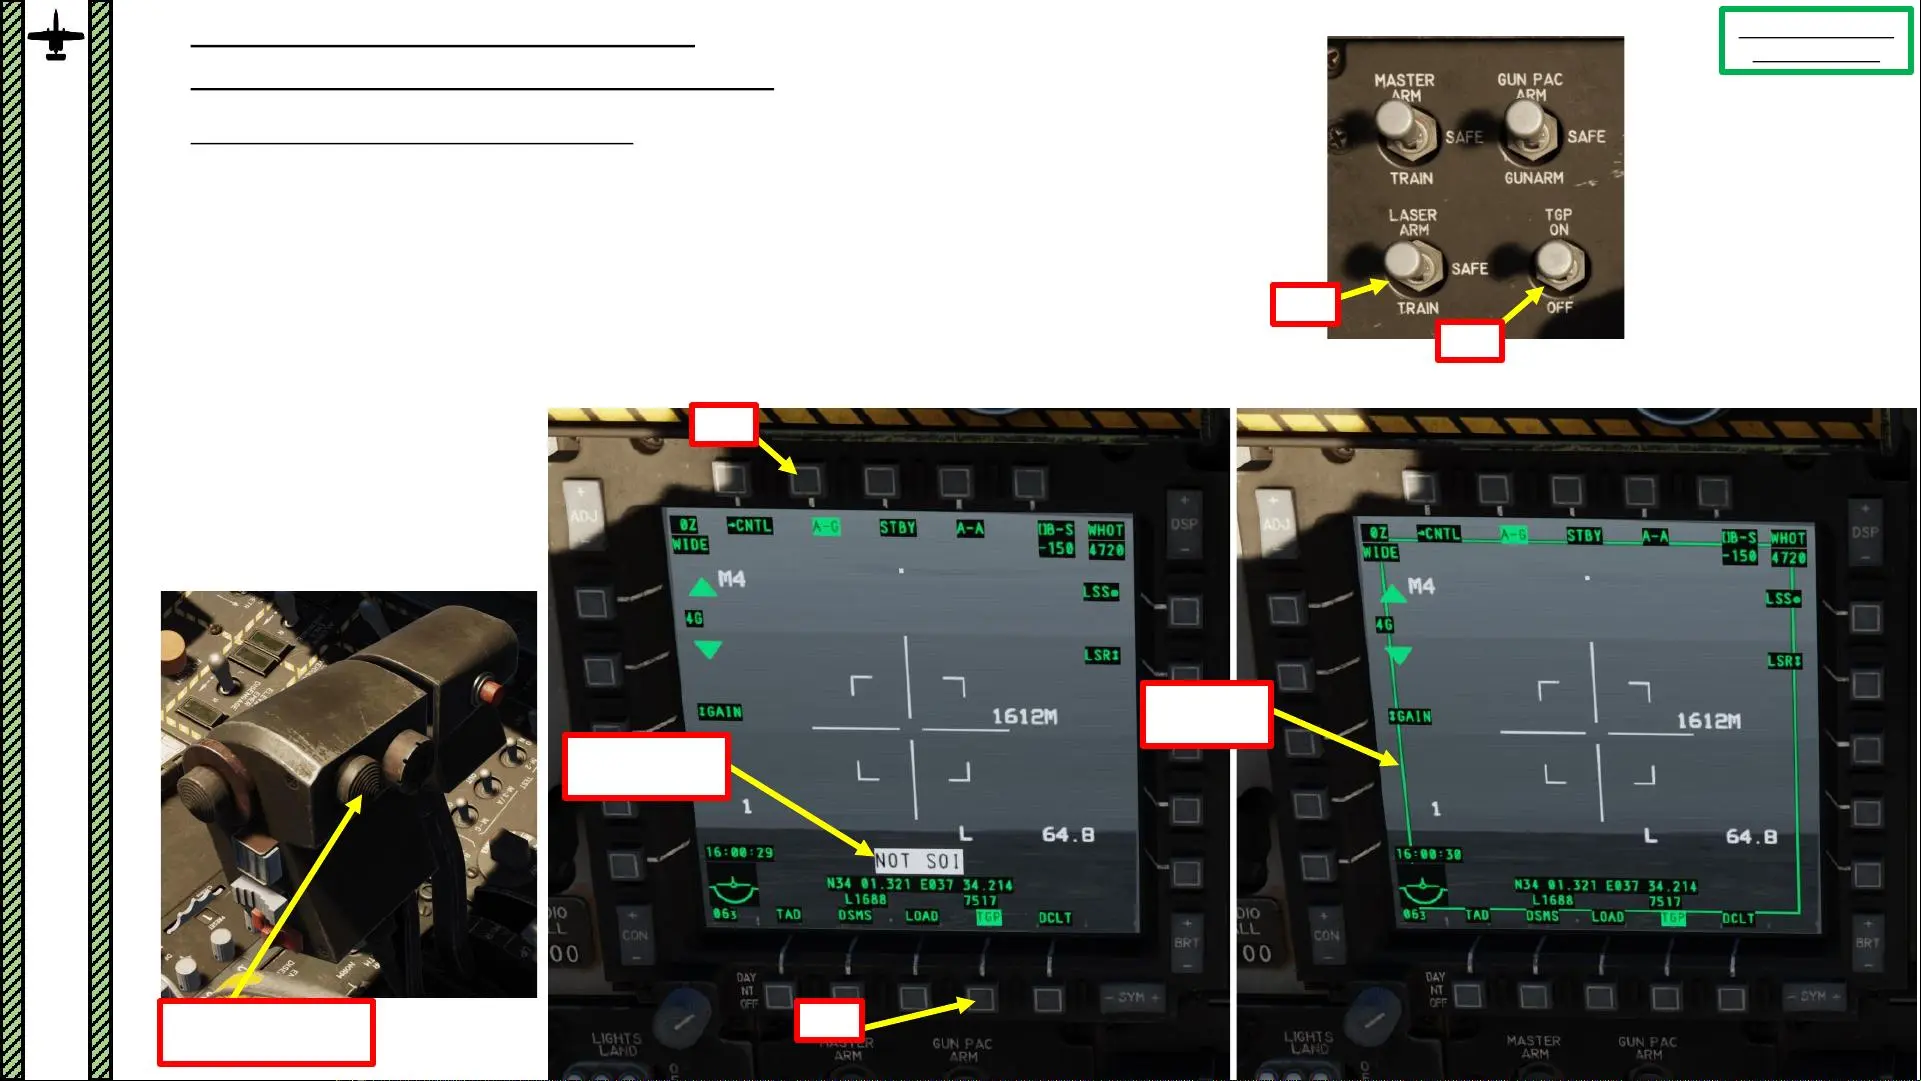 MASTER
ARM
GUN PAC
ARM
SAFE
SAFE
TRAIN
GUNARM
LASER
ARM
TGP
ON
SAFE
TRAIN
OFF
ADJ
DSP
0Z
→CNTL
A-G
STBY
A-A
WHOT
WIDE
-150
4720
M4
LSS
4G
LSR↕
↕GAIN
1612M
1
L
64.8
16:00:29
NOT SOI
N34 01.321 E037 34.214
L1688
7517
063
TAD
DSMS
LOAD
TGP
DCLT
CON
BRT
DAY
NT
OFF
- SYM +
LIGHTS
LAND
MASTER
ARM
GUN PAC
ARM
ADJ
DSP
0Z
→CNTL
A-G
STBY
A-A
WHOT
WIDE
-150
4720
M4
LSS
4G
LSR↕
↕GAIN
1612M
1
L
64.8
16:00:30
N34 01.321 E037 34.214
L1688
7517
063
TAD
DSMS
LOAD
TGP
DCLT
CON
BRT
DAY
NT
OFF
- SYM +
LIGHTS
LAND
MASTER
ARM
GUN PAC
ARM